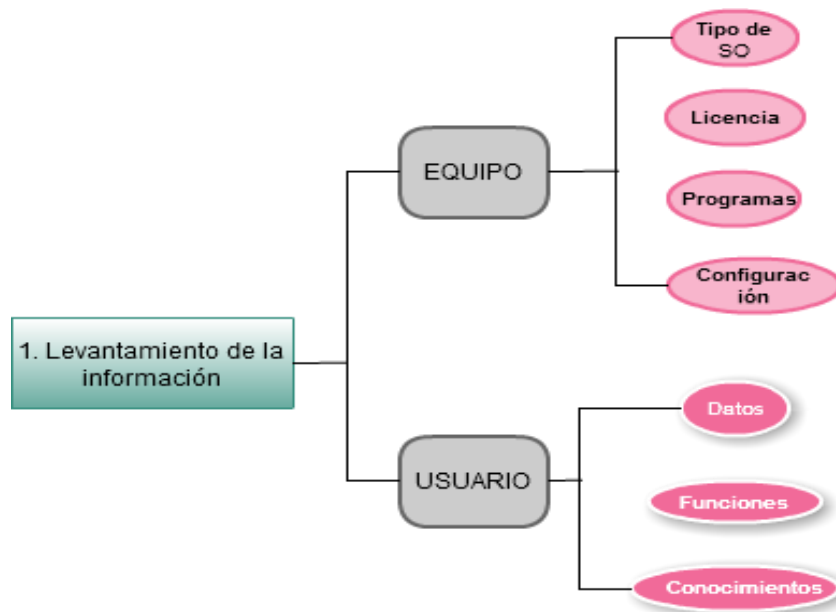 1. Levantamiento de la
información
EQUIPO
Tipo de
SO
Licencia
Programas
Configurac
ión
USUARIO
Datos
Funciones
Conocimientos